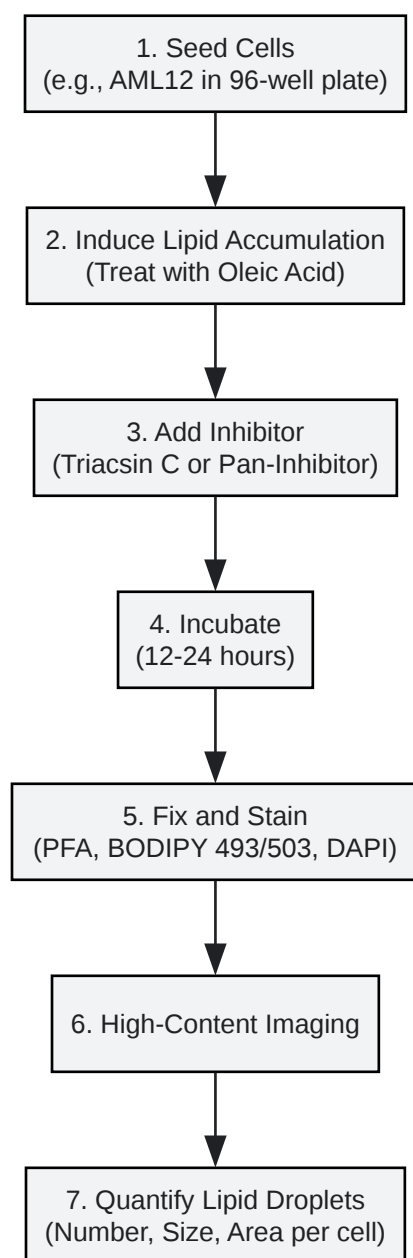 1. Seed Cells
(e.g., AML12 in 96-well plate)
2. Induce Lipid Accumulation
(Treat with Oleic Acid)
3. Add Inhibitor
(Triacsin C or Pan-Inhibitor)
4. Incubate
(12-24 hours)
5. Fix and Stain
(PFA, BODIPY 493/503, DAPI)
6. High-Content Imaging
7. Quantify Lipid Droplets
(Number, Size, Area per cell)